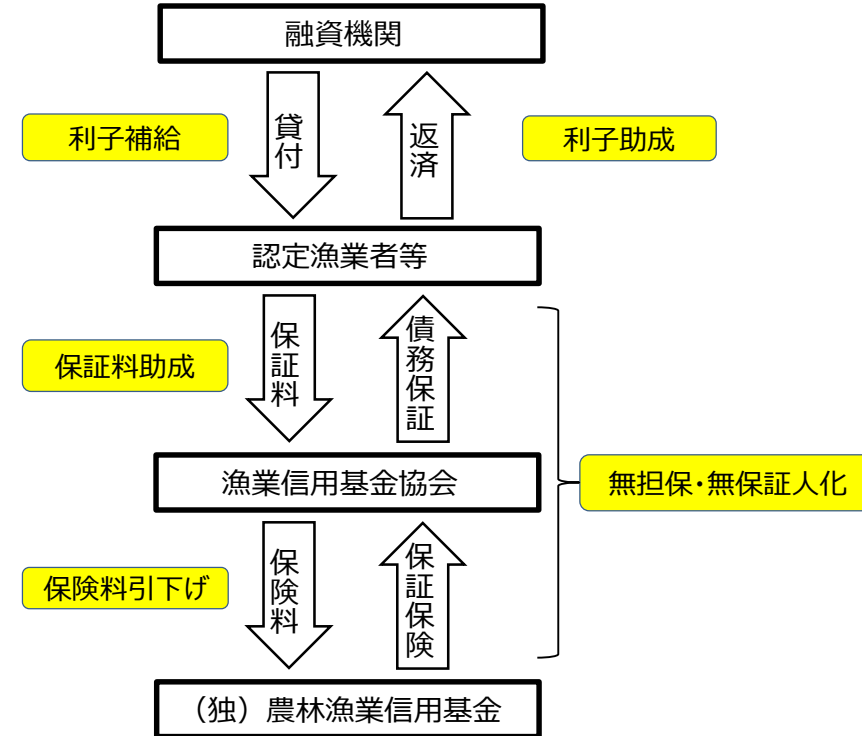 融資機関
利子補給
貸付
返済
利子助成
認定漁業者等
保証料助成
保証料
債務保証
漁業信用基金協会
無担保・無保証人化
保険料引下げ
保険料
保証保険
（独）農林漁業信用基金